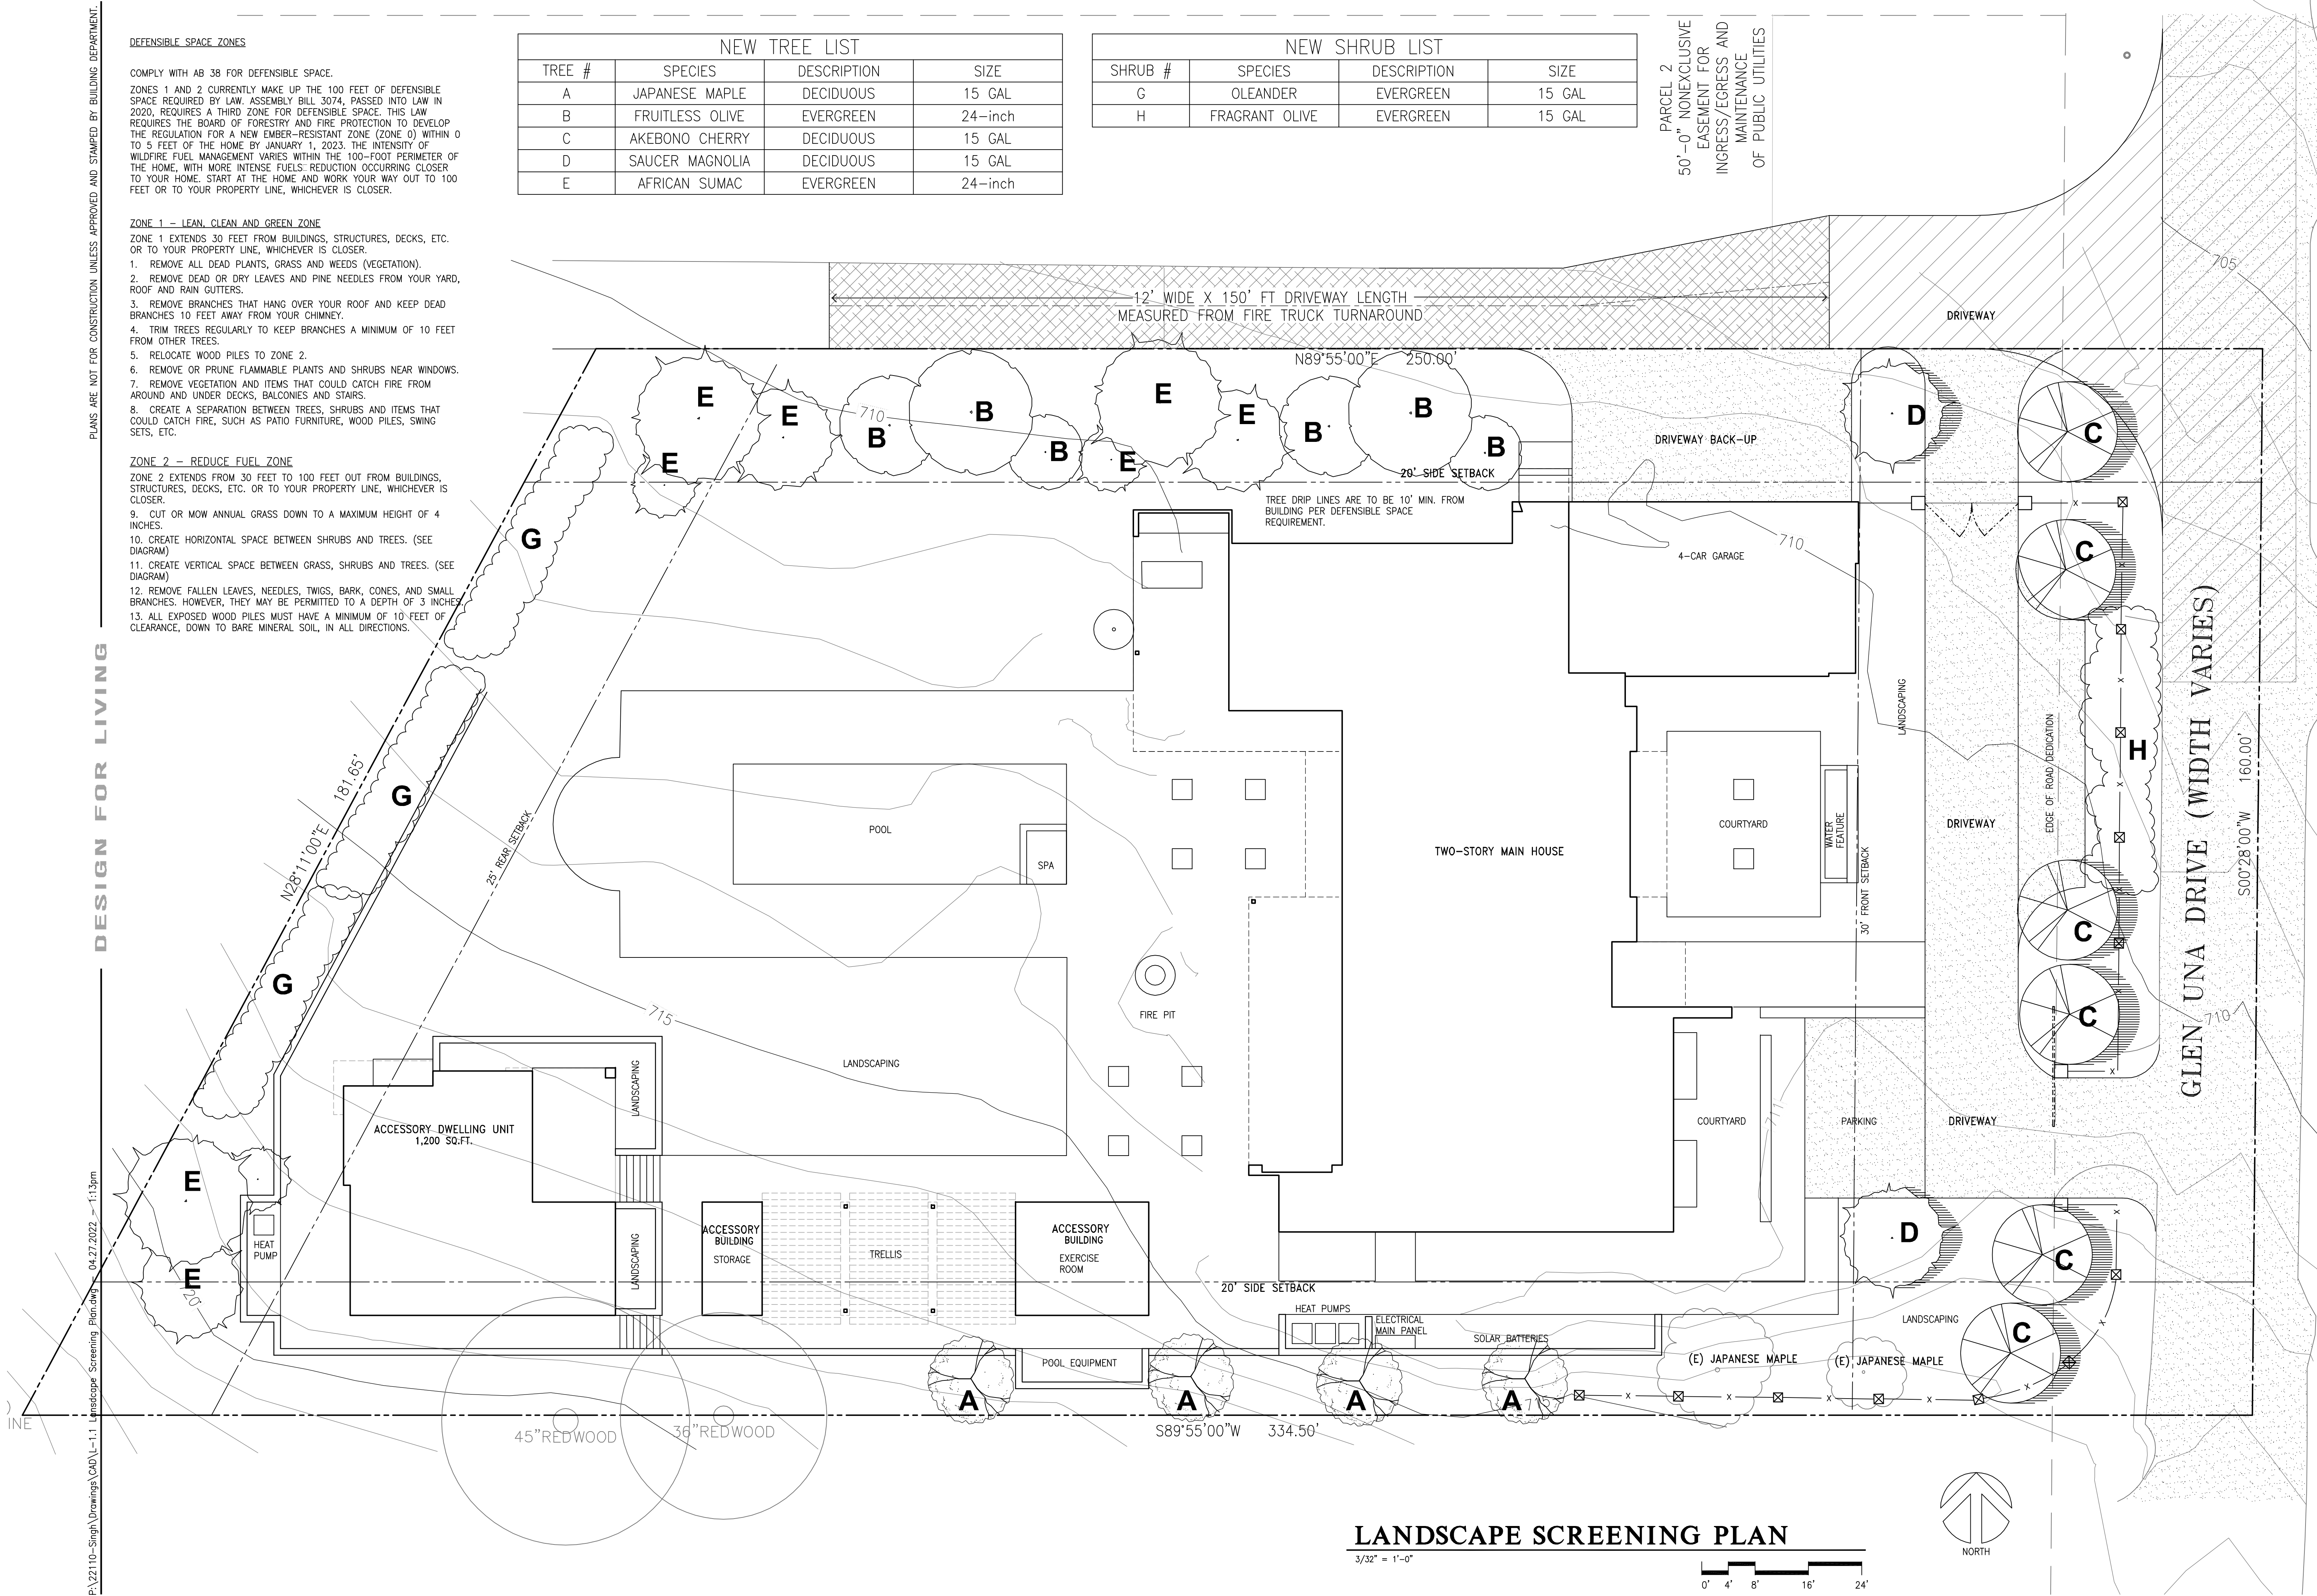 PLANS ARE NOT FOR CONSTRUCTION UNLESS APPROVED AND STAMPED BY BUILDING DEPARTMENT.
DESIGN FOR LIVING
P:\22110-Singh\Drawings\CAD\L-1.1 Lanscape Screening Plan.dwg - 04.27.2022 - 1:13pm
DEFENSIBLE SPACE ZONES
COMPLY WITH AB 38 FOR DEFENSIBLE SPACE.
ZONES 1 AND 2 CURRENTLY MAKE UP THE 100 FEET OF DEFENSIBLE
SPACE REQUIRED BY LAW. ASSEMBLY BILL 3074, PASSED INTO LAW IN
2020, REQUIRES A THIRD ZONE FOR DEFENSIBLE SPACE. THIS LAW
REQUIRES THE BOARD OF FORESTRY AND FIRE PROTECTION TO DEVELOP
THE REGULATION FOR A NEW EMBER-RESISTANT ZONE (ZONE 0) WITHIN 0
TO 5 FEET OF THE HOME BY JANUARY 1, 2023. THE INTENSITY OF
WILDFIRE FUEL MANAGEMENT VARIES WITHIN THE 100-FOOT PERIMETER OF
THE HOME, WITH MORE INTENSE FUELS' REDUCTION OCCURRING CLOSER
TO YOUR HOME. START AT THE HOME AND WORK YOUR WAY OUT TO 100
FEET OR TO YOUR PROPERTY LINE, WHICHEVER IS CLOSER.
ZONE 1 - LEAN, CLEAN AND GREEN ZONE
ZONE 1 EXTENDS 30 FEET FROM BUILDINGS, STRUCTURES, DECKS, ETC.
OR TO YOUR PROPERTY LINE, WHICHEVER IS CLOSER.
1. REMOVE ALL DEAD PLANTS, GRASS AND WEEDS (VEGETATION).
2. REMOVE DEAD OR DRY LEAVES AND PINE NEEDLES FROM YOUR YARD,
ROOF AND RAIN GUTTERS.
3. REMOVE BRANCHES THAT HANG OVER YOUR ROOF AND KEEP DEAD
BRANCHES 10 FEET AWAY FROM YOUR CHIMNEY.
4. TRIM TREES REGULARLY TO KEEP BRANCHES A MINIMUM OF 10 FEET
FROM OTHER TREES.
5. RELOCATE WOOD PILES TO ZONE 2.
6. REMOVE OR PRUNE FLAMMABLE PLANTS AND SHRUBS NEAR WINDOWS.
7. REMOVE VEGETATION AND ITEMS THAT COULD CATCH FIRE FROM
AROUND AND UNDER DECKS, BALCONIES AND STAIRS.
8. CREATE A SEPARATION BETWEEN TREES, SHRUBS AND ITEMS THAT
COULD CATCH FIRE, SUCH AS PATIO FURNITURE, WOOD PILES, SWING
SETS, ETC.
ZONE 2 - REDUCE FUEL ZONE
ZONE 2 EXTENDS FROM 30 FEET TO 100 FEET OUT FROM BUILDINGS,
STRUCTURES, DECKS, ETC. OR TO YOUR PROPERTY LINE, WHICHEVER IS
CLOSER.
9. CUT OR MOW ANNUAL GRASS DOWN TO A MAXIMUM HEIGHT OF 4
INCHES.
10. CREATE HORIZONTAL SPACE BETWEEN SHRUBS AND TREES. (SEE
DIAGRAM)
11. CREATE VERTICAL SPACE BETWEEN GRASS, SHRUBS AND TREES. (SEE
DIAGRAM)
12. REMOVE FALLEN LEAVES, NEEDLES, TWIGS, BARK, CONES, AND SMALL
BRANCHES. HOWEVER, THEY MAY BE PERMITTED TO A DEPTH OF 3 INCHES.
13. ALL EXPOSED WOOD PILES MUST HAVE A MINIMUM OF 10 FEET OF
CLEARANCE, DOWN TO BARE MINERAL SOIL, IN ALL DIRECTIONS.
NEW TREE LIST
TREE # SPECIES DESCRIPTION SIZE
A JAPANESE MAPLE DECIDUOUS 15 GAL
B FRUITLESS OLIVE EVERGREEN 24-inch
C AKEBONO CHERRY DECIDUOUS 15 GAL
D SAUCER MAGNOLIA DECIDUOUS 15 GAL
E AFRICAN SUMAC EVERGREEN 24-inch
NEW SHRUB LIST
SHRUB # SPECIES DESCRIPTION SIZE
G OLEANDER EVERGREEN 15 GAL
H FRAGRANT OLIVE EVERGREEN 15 GAL
PARCEL 2
50'-0" NONEXCLUSIVE
EASEMENT FOR
INGRESS/EGRESS AND
MAINTENANCE
OF PUBLIC UTILITIES
705
12' WIDE X 150' FT DRIVEWAY LENGTH
MEASURED FROM FIRE TRUCK TURNAROUND
DRIVEWAY
N89°55'00"E 250.00'
E
E
E
710
B
B
B
E
E
E
B
B
B
DRIVEWAY BACK-UP
D
C
20' SIDE SETBACK
TREE DRIP LINES ARE TO BE 10' MIN. FROM
BUILDING PER DEFENSIBLE SPACE
REQUIREMENT.
G
4-CAR GARAGE
710
C
LANDSCAPING
EDGE OF ROAD DEDICATION
H
GLEN UNA DRIVE (WIDTH VARIES)
S00°28'00"W 160.00'
N28°11'00"E 181.65'
G
25' REAR SETBACK
POOL
SPA
TWO-STORY MAIN HOUSE
COURTYARD
WATER
FEATURE
30' FRONT SETBACK
DRIVEWAY
C
G
FIRE PIT
715
LANDSCAPING
C
710
LANDSCAPING
ACCESSORY DWELLING UNIT
1,200 SQ.FT.
COURTYARD
PARKING
DRIVEWAY
E
HEAT
PUMP
E
720
LANDSCAPING
ACCESSORY
BUILDING
STORAGE
TRELLIS
ACCESSORY
BUILDING
EXERCISE
ROOM
D
C
20' SIDE SETBACK
HEAT PUMPS
ELECTRICAL
MAIN PANEL
SOLAR BATTERIES
LANDSCAPING
C
POOL EQUIPMENT
(E) JAPANESE MAPLE
(E) JAPANESE MAPLE
A
A
A
A
INE
45"REDWOOD
36"REDWOOD
S89°55'00"W 334.50'
LANDSCAPE SCREENING PLAN
3/32" = 1'-0"
0' 4' 8' 16' 24'
NORTH